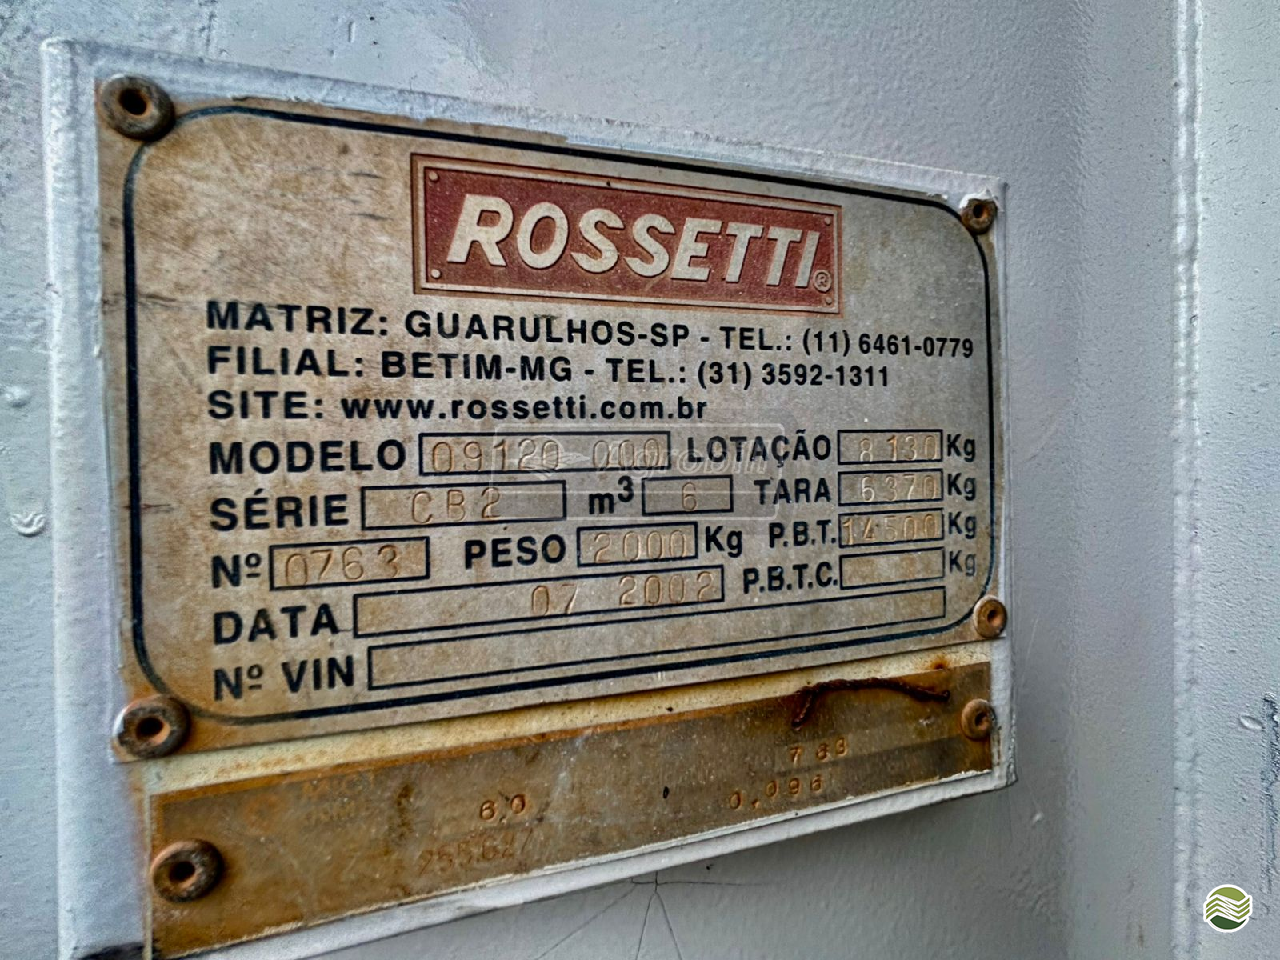 ROSSETTI®
MATRIZ: GUARULHOS-SP - TEL.: (11) 6461-0779
FILIAL: BETIM-MG - TEL.: (31) 3592-1311
SITE: www.rossetti.com.br
MODELO 09120 000 LOTAÇÃO 8130 Kg
SÉRIE CB2 m³ 6 TARA 6370 Kg
Nº 0763 PESO 2000 Kg P.B.T. 14500 Kg
DATA 07 2002 P.B.T.C. Kg
Nº VIN
6,0 763
0,096